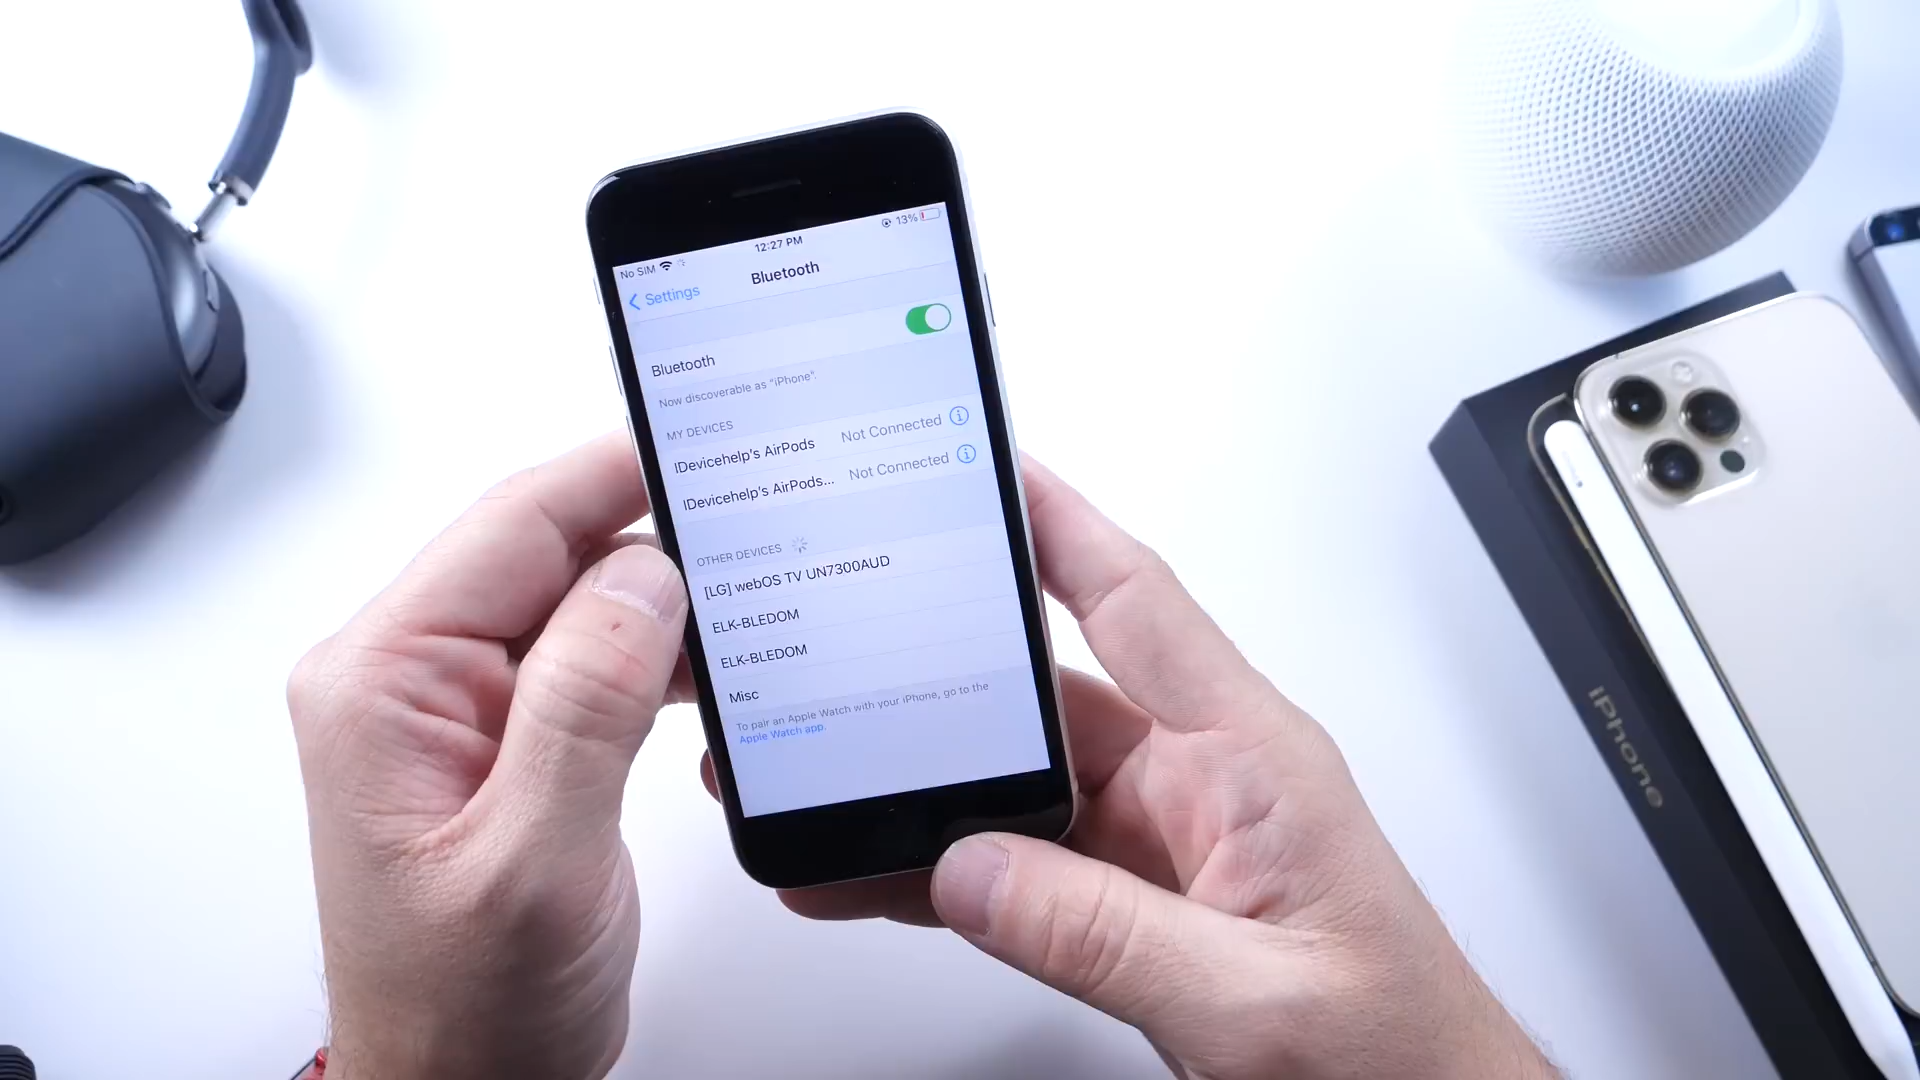 No SIM 12:27 PM 13%
Settings Bluetooth
Bluetooth
Now discoverable as "iPhone".
MY DEVICES
IDevicehelp's AirPods Not Connected
IDevicehelp's AirPods... Not Connected
OTHER DEVICES
[LG] webOS TV UN7300AUD
ELK-BLEDOM
ELK-BLEDOM
Misc
To pair an Apple Watch with your iPhone, go to the
Apple Watch app.
iPhone